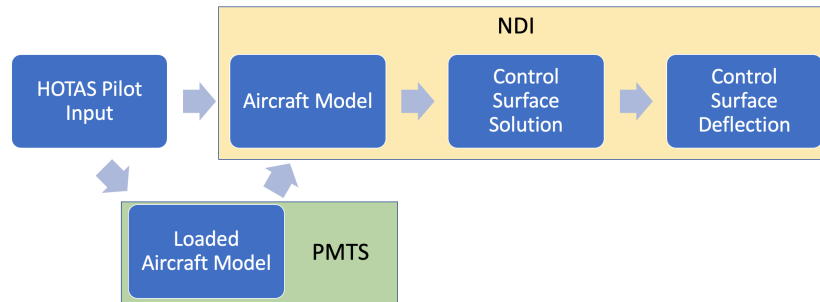 NDI
HOTAS Pilot
Input
Aircraft Model
Control
Surface
Solution
Control
Surface
Deflection
Loaded
Aircraft Model
PMTS